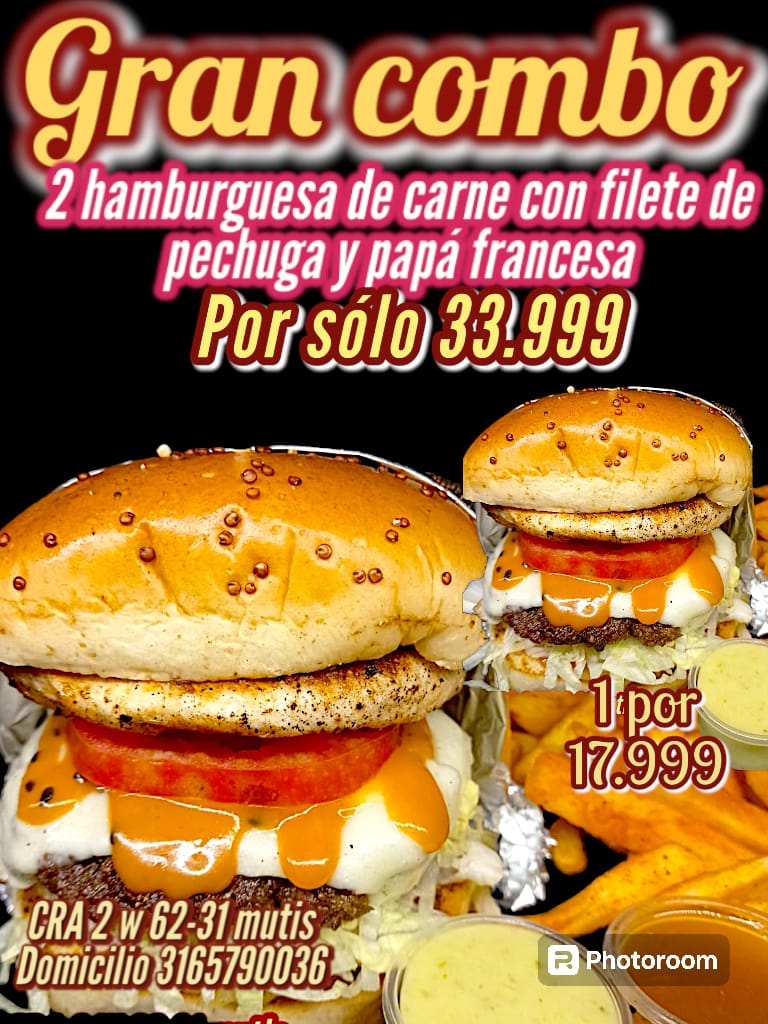 Gran combo
2 hamburguesa de carne con filete de
pechuga y papá francesa
Por sólo 33.999
1 por
17.999
CRA 2 w 62-31 mutis
Domicilio 3165790036
Photoroom